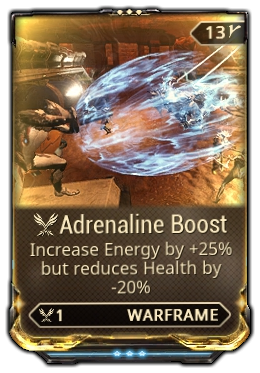 13
Adrenaline Boost
Increase Energy by +25%
but reduces Health by
-20%
1 WARFRAME